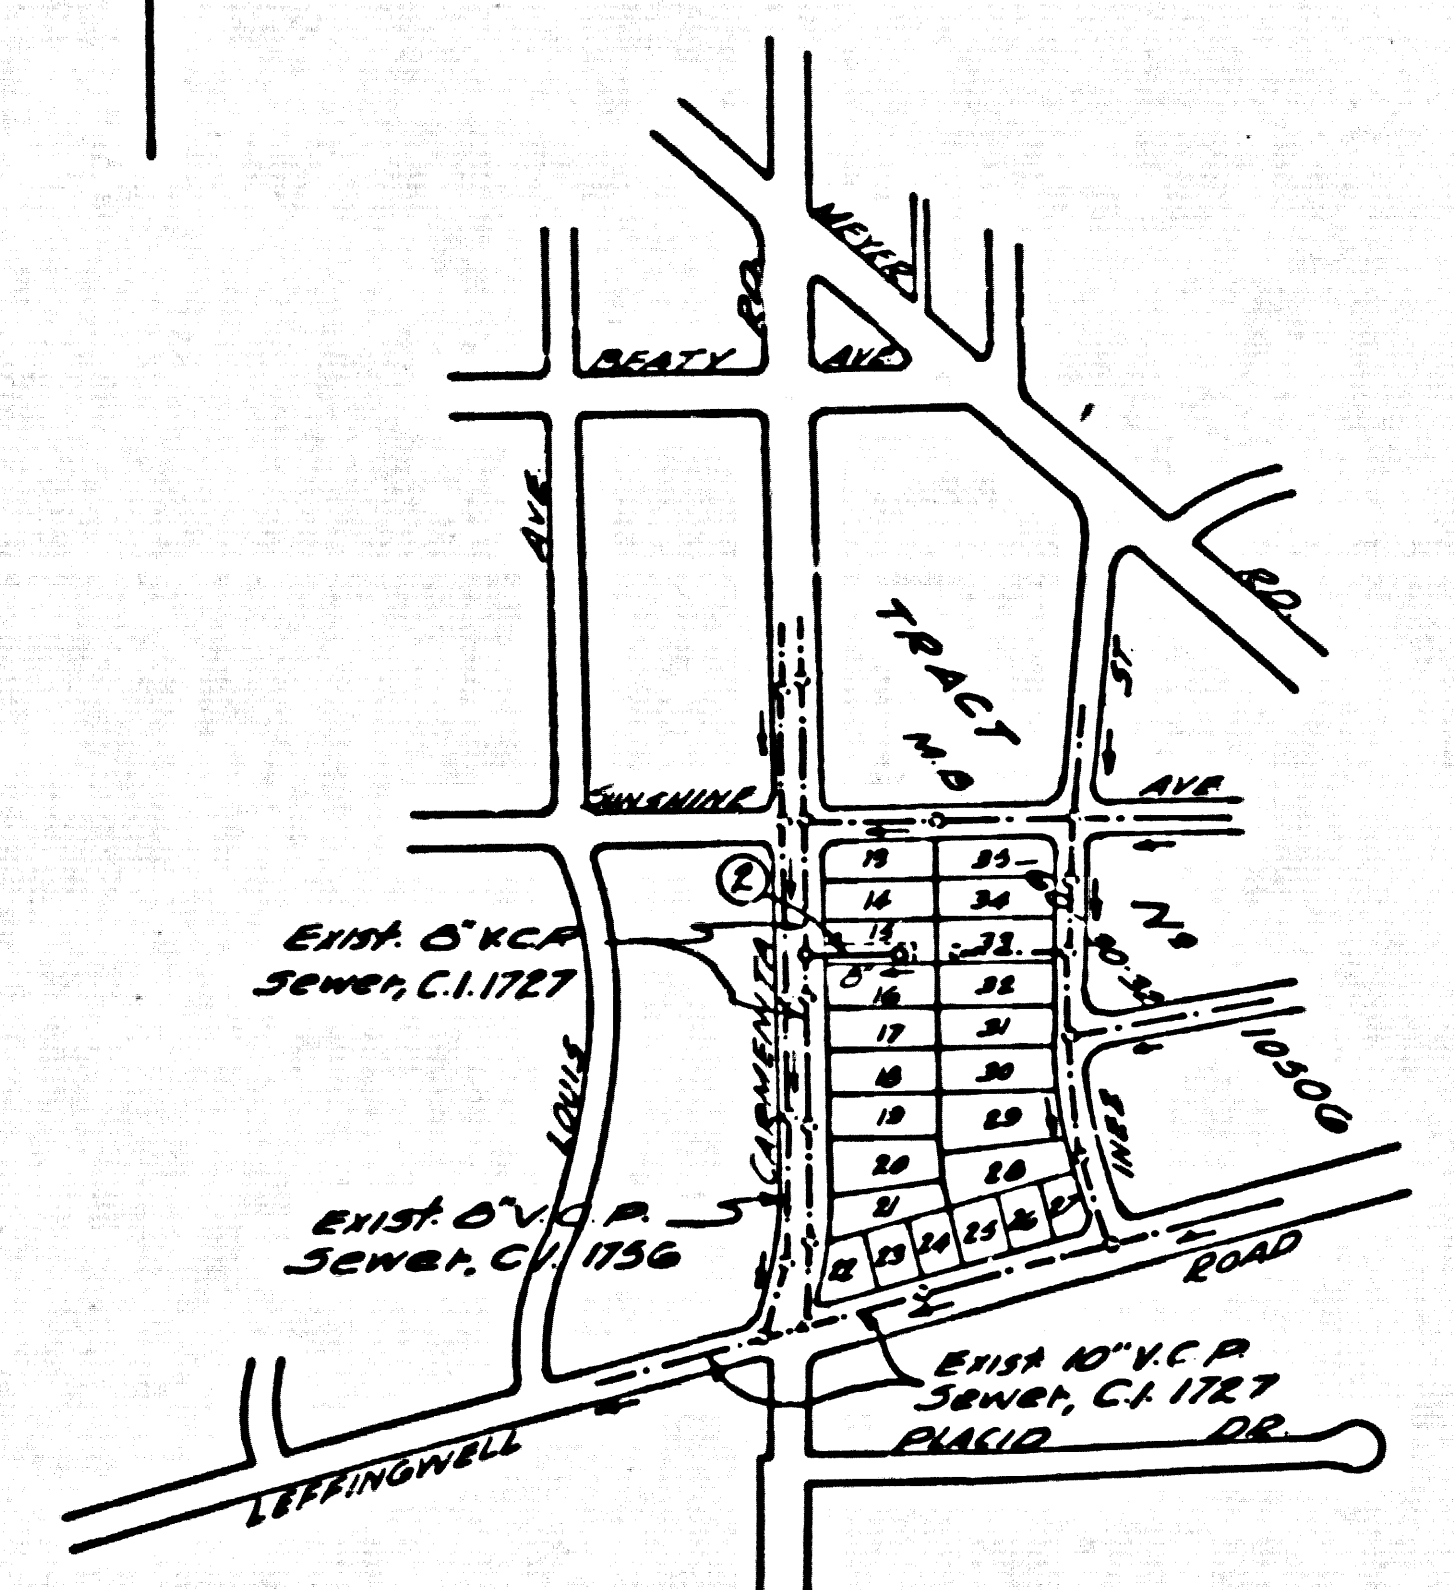 MEYER
RD.
BEATY AVE.
AVE.
RD.
TRACT
M.B.
ST.
SUNSHINE
AVE
2
13
35
14
34
15
33
8"
16
32
17
31
18
30
19
29
20
28
21
22
23
24
25
26
27
Exist. 8" V.C.P.
Sewer, C.I. 1727
CARMENITA
LOUIS
INEZ
Nº
10506
Exist. 8" V.C.P.
Sewer, C.I. 1756
ROAD
Exist. 10" V.C.P.
Sewer, C.I. 1727
PLACID DR.
LEFFINGWELL